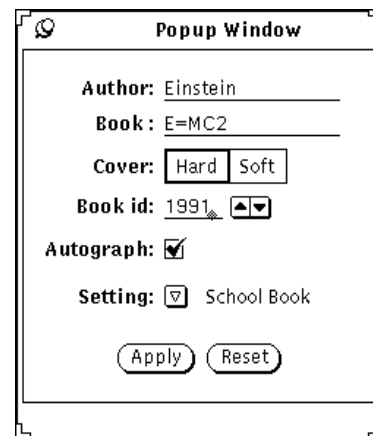 Popup Window
Author: Einstein
Book : E=MC2
Cover: Hard Soft
Book id: 1991
Autograph:
Setting: School Book
Apply Reset